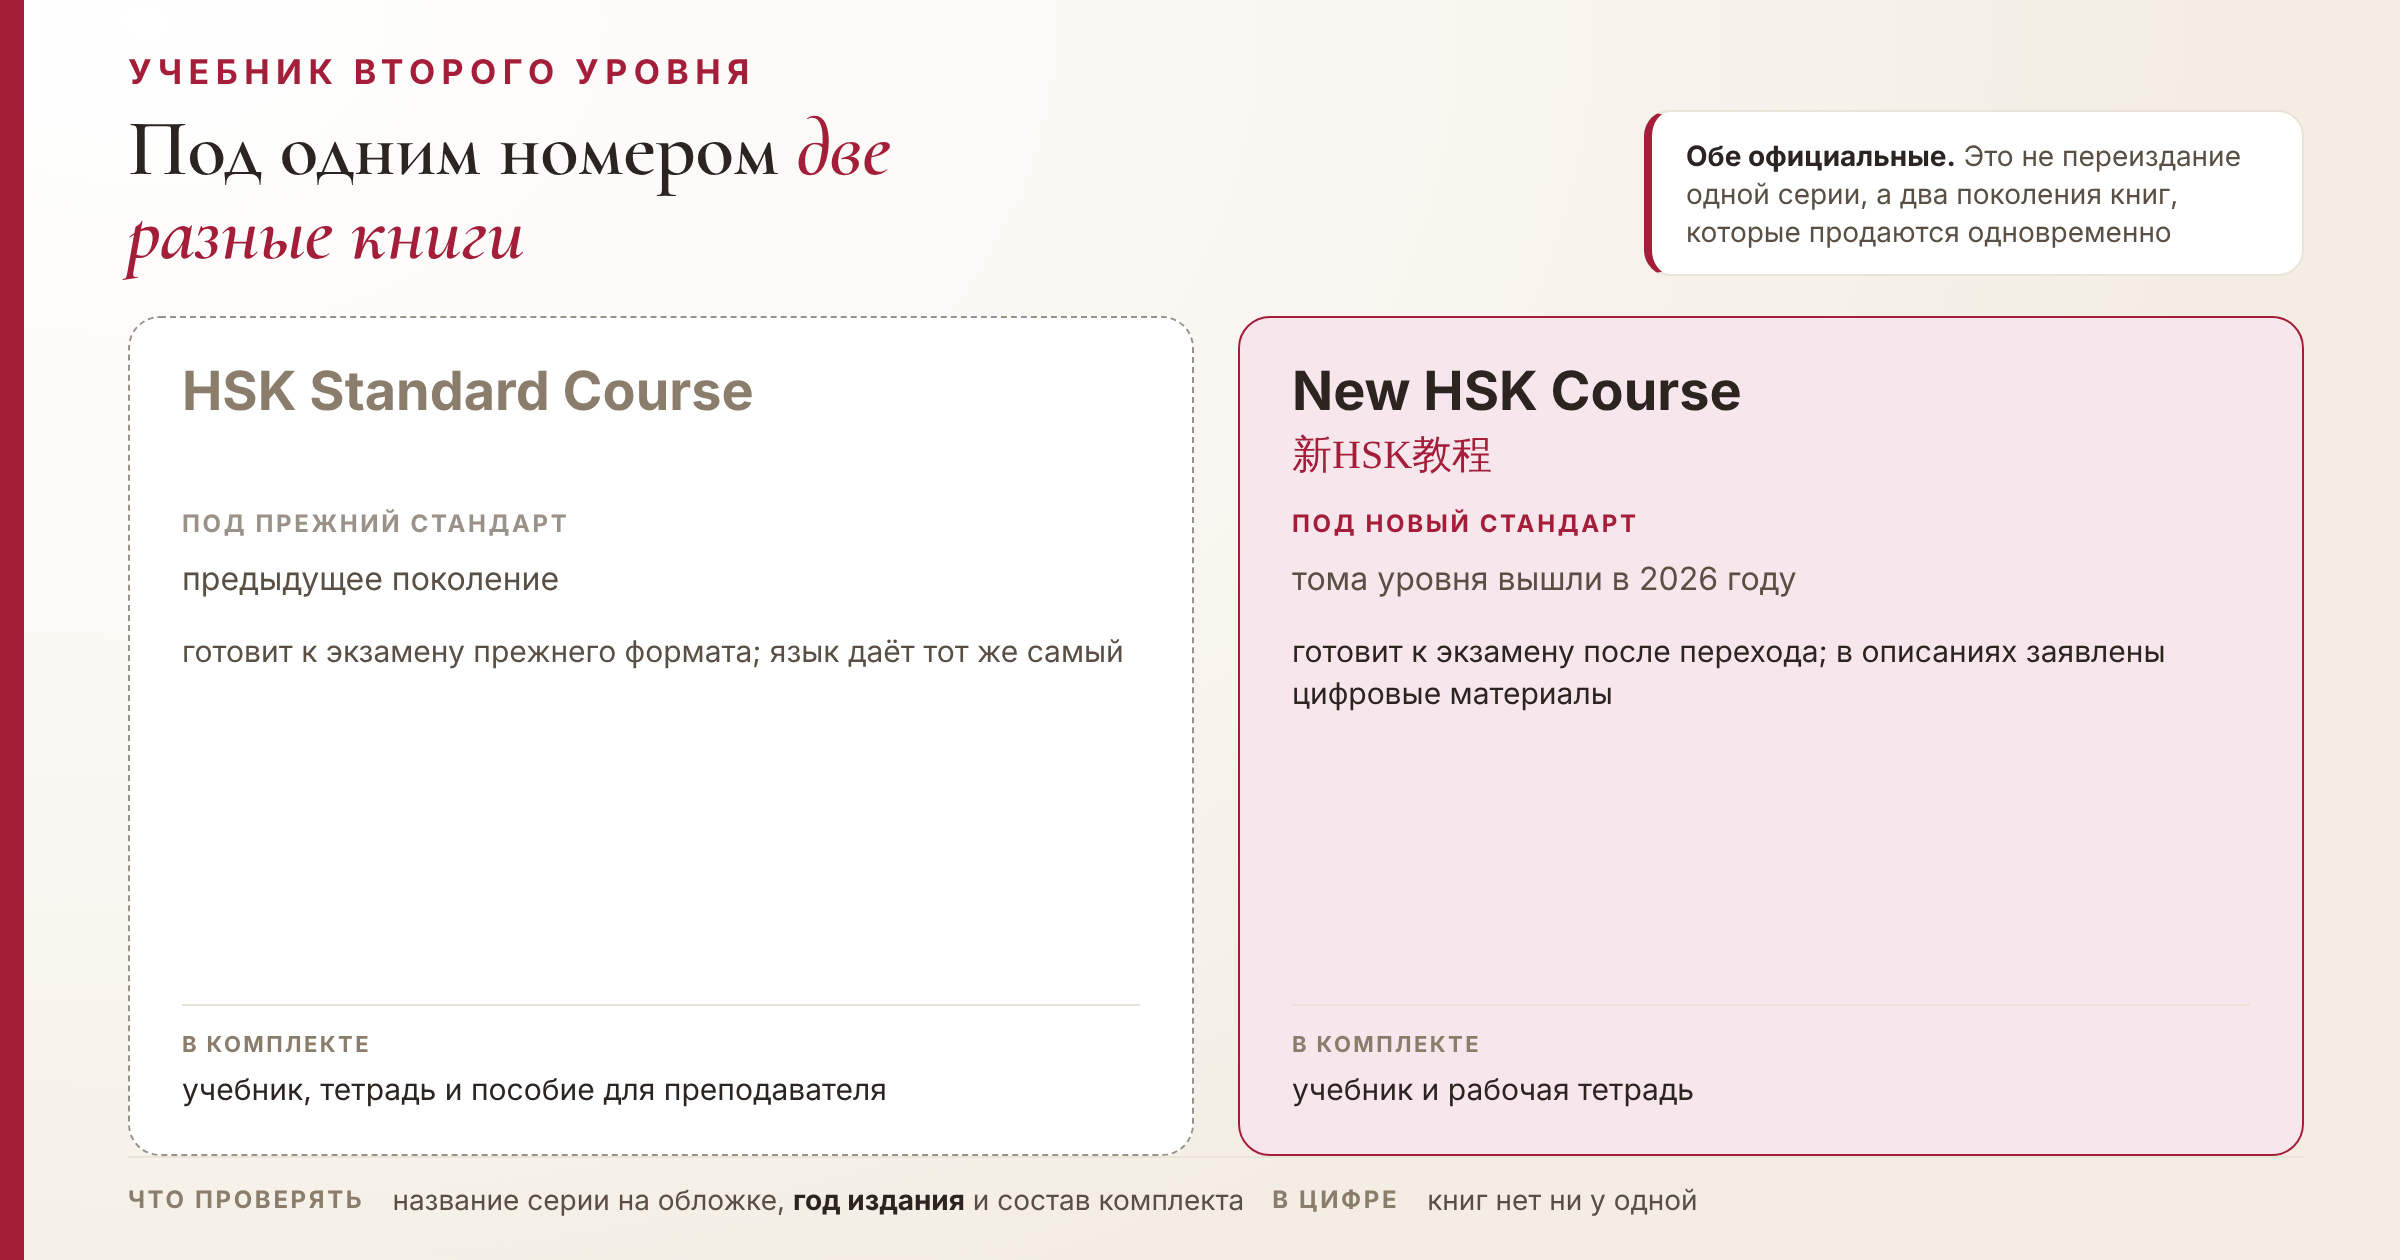 УЧЕБНИК ВТОРОГО УРОВНЯ
Под одним номером две
разные книги
Обе официальные. Это не переиздание
одной серии, а два поколения книг,
которые продаются одновременно
HSK Standard Course
ПОД ПРЕЖНИЙ СТАНДАРТ
предыдущее поколение
готовит к экзамену прежнего формата; язык даёт тот же самый
В КОМПЛЕКТЕ
учебник, тетрадь и пособие для преподавателя
New HSK Course
新HSK教程
ПОД НОВЫЙ СТАНДАРТ
тома уровня вышли в 2026 году
готовит к экзамену после перехода; в описаниях заявлены
цифровые материалы
В КОМПЛЕКТЕ
учебник и рабочая тетрадь
ЧТО ПРОВЕРЯТЬ название серии на обложке, год издания и состав комплекта В ЦИФРЕ книг нет ни у одной